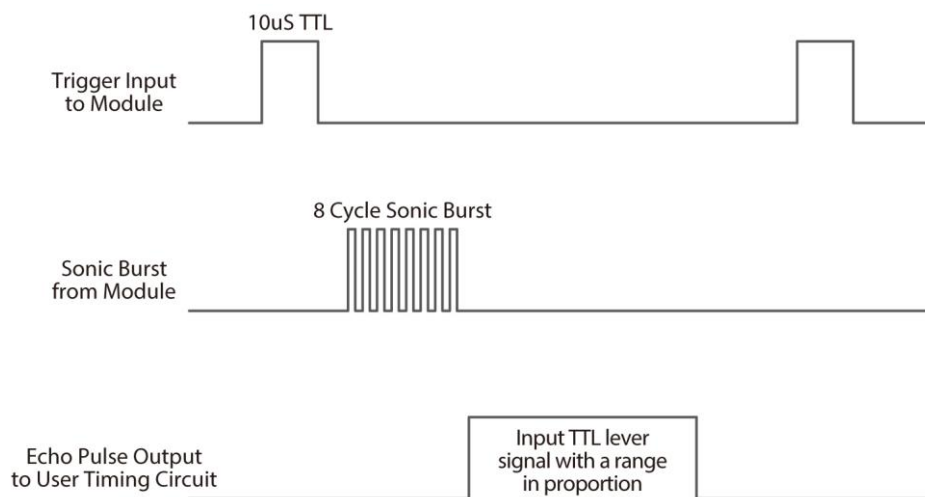 10uS TTL
Trigger Input
to Module
8 Cycle Sonic Burst
Sonic Burst
from Module
Echo Pulse Output
to User Timing Circuit
Input TTL lever
signal with a range
in proportion